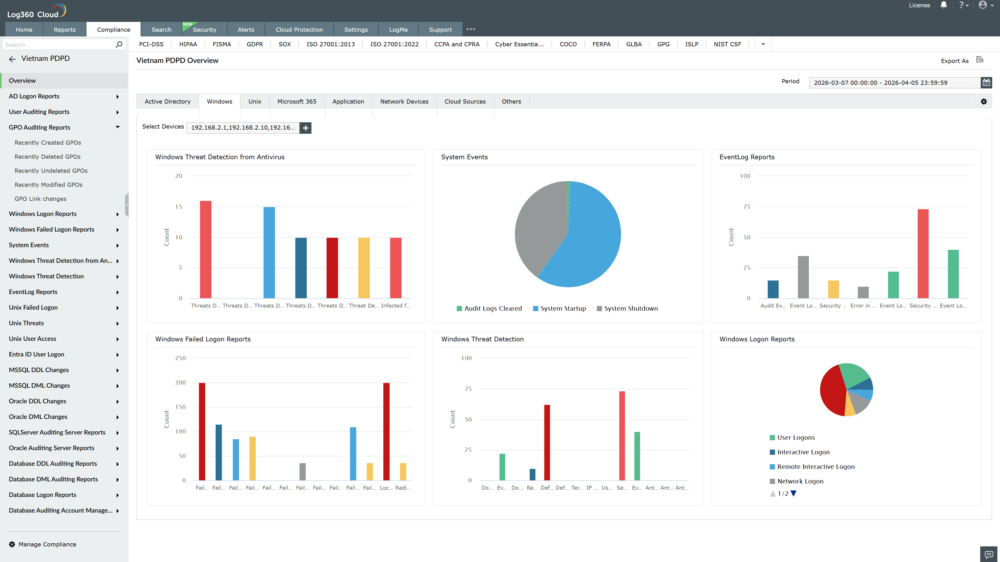 Log360 Cloud
License
?
Home
Reports
Compliance
Search
NEW
Security
Alerts
Cloud Protection
Settings
LogMe
Support
Search
PCI-DSS
HIPAA
FISMA
GDPR
SOX
ISO 27001:2013
ISO 27001:2022
CCPA and CPRA
Cyber Essentia...
COCO
FERPA
GLBA
GPG
ISLP
NIST CSF
Vietnam PDPD
Overview
AD Logon Reports
User Auditing Reports
GPO Auditing Reports
Recently Created GPOs
Recently Deleted GPOs
Recently Undeleted GPOs
Recently Modified GPOs
GPO Link changes
Windows Logon Reports
Windows Failed Logon Reports
System Events
Windows Threat Detection from An...
Windows Threat Detection
EventLog Reports
Unix Failed Logon
Unix Threats
Unix User Access
Entra ID User Logon
MSSQL DDL Changes
MSSQL DML Changes
Oracle DDL Changes
Oracle DML Changes
SQLServer Auditing Server Reports
Oracle Auditing Server Reports
Database DDL Auditing Reports
Database DML Auditing Reports
Database Logon Reports
Database Auditing Account Manage...
Manage Compliance
Vietnam PDPD Overview
Export As
Period
2026-03-07 00:00:00 - 2026-04-05 23:59:59
Active Directory
Windows
Unix
Microsoft 365
Application
Network Devices
Cloud Sources
Others
Select Devices
192.168.2.1,192.168.2.10,192.16...
Windows Threat Detection from Antivirus
20
15
10
5
0
Count
Threats D... Threats D... Threats D... Threats D... Threats D... Threat De... Infected f...
System Events
Audit Logs Cleared
System Startup
System Shutdown
EventLog Reports
100
75
50
25
0
Count
Audit Ev... Event Lo... Security ... Error in ... Event Lo... Security ... Event Lo...
Windows Failed Logon Reports
250
200
150
100
50
0
Count
Fail... Fail... Fail... Fail... Fail... Fail... Fail... Fail... Fail... Fail... Fail... Loc... Radi...
Windows Threat Detection
100
75
50
25
0
Count
Do... Ev... Do... Re... Def... Def... Ter... IP ... Us... Se... Ev... Ant... Ant... Ant...
Windows Logon Reports
User Logons
Interactive Logon
Remote Interactive Logon
Network Logon
1/2